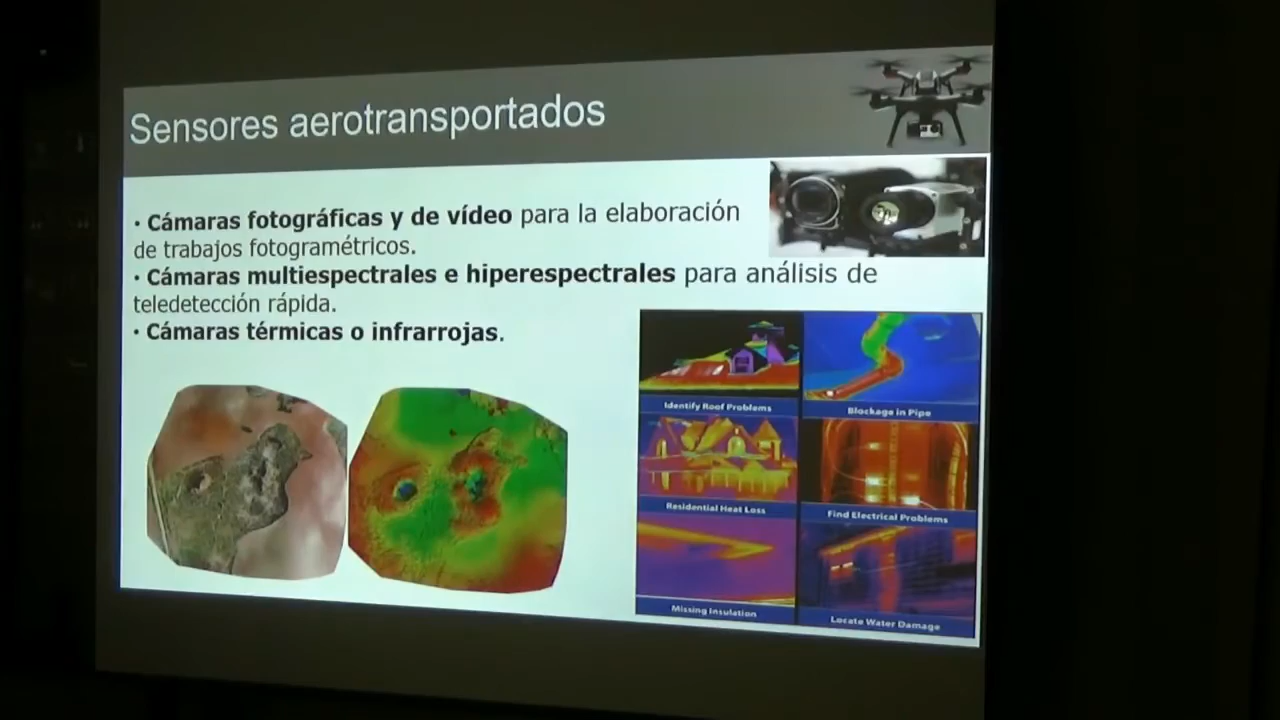 Sensores aerotransportados
• Cámaras fotográficas y de vídeo para la elaboración
de trabajos fotogramétricos.
• Cámaras multiespectrales e hiperespectrales para análisis de
teledetección rápida.
• Cámaras térmicas o infrarrojas.
Identify Roof Problems
Blockage in Pipe
Residential Heat Loss
Find Electrical Problems
Missing Insulation
Locate Water Damage